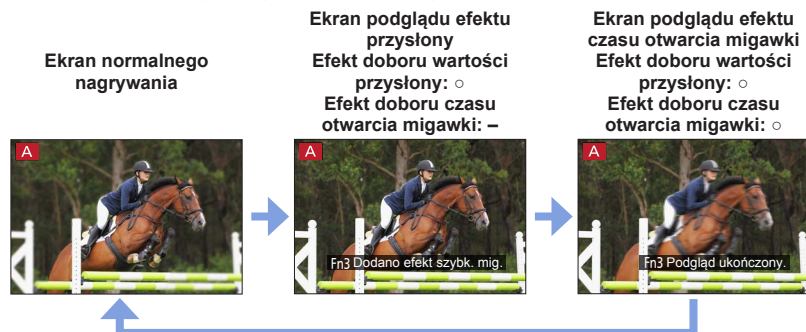 Ekran normalnego
nagrywania
Ekran podglądu efektu
przysłony
Efekt doboru wartości
przysłony: ○
Efekt doboru czasu
otwarcia migawki: –
Ekran podglądu efektu
czasu otwarcia migawki
Efekt doboru wartości
przysłony: ○
Efekt doboru czasu
otwarcia migawki: ○
A
A
Fn3 Dodano efekt szybk. mig.
A
Fn3 Podgląd ukończony.